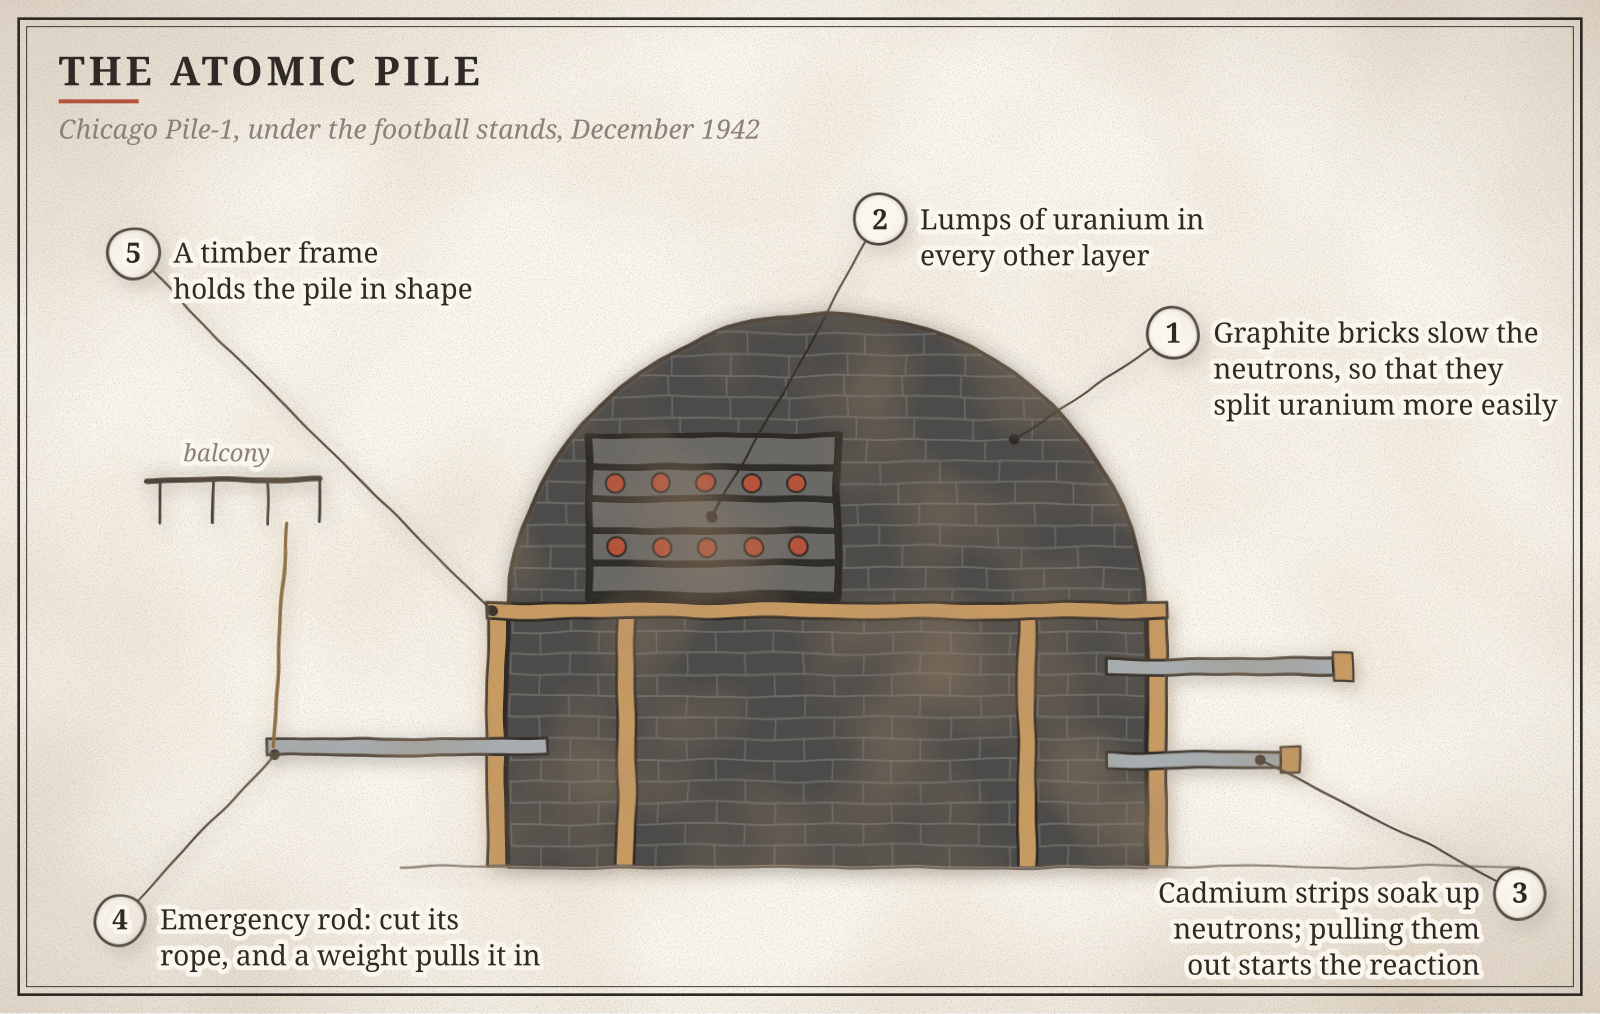 THE ATOMIC PILE
Chicago Pile-1, under the football stands, December 1942
2
Lumps of uranium in
every other layer
5
A timber frame
holds the pile in shape
1
Graphite bricks slow the
neutrons, so that they
split uranium more easily
balcony
4
Emergency rod: cut its
rope, and a weight pulls it in
3
Cadmium strips soak up
neutrons; pulling them
out starts the reaction